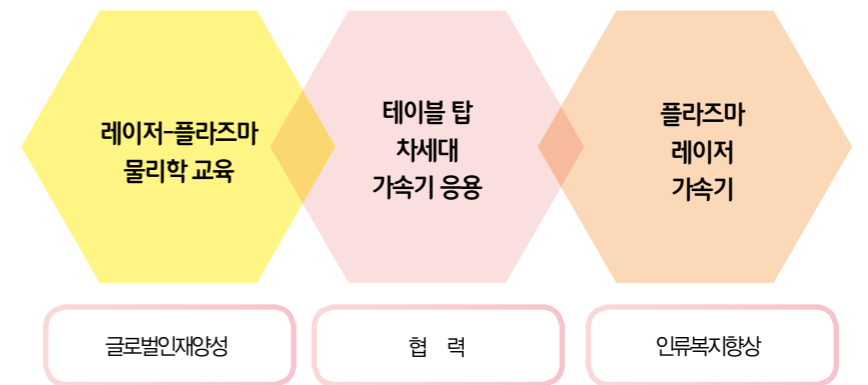 레이저-플라즈마
물리학 교육
테이블 탑
차세대
가속기 응용
플라즈마
레이저
가속기
글로벌인재양성
협 력
인류복지향상